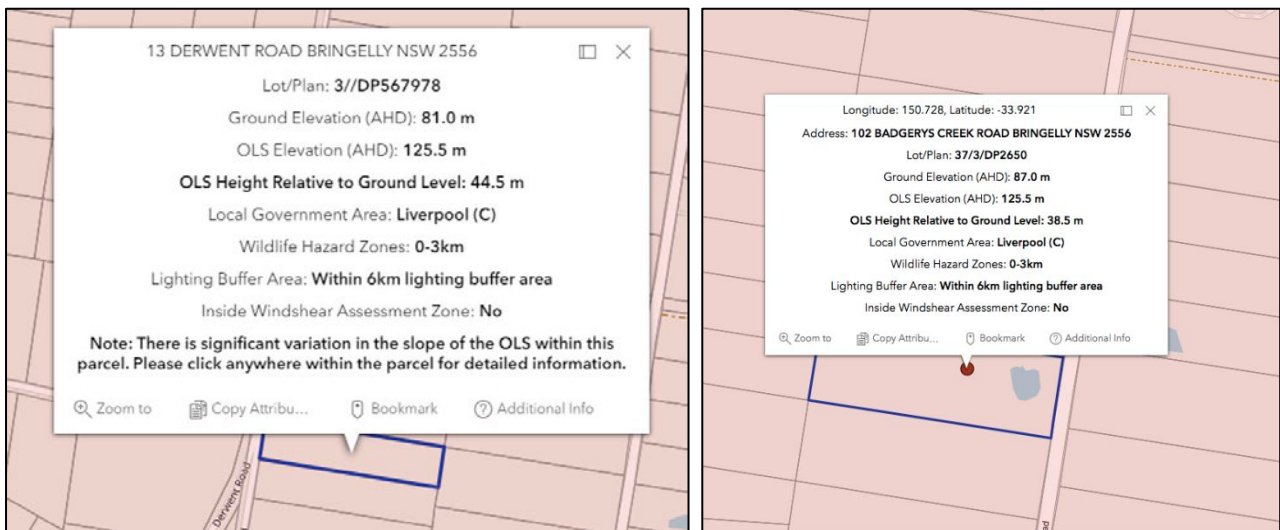 13 DERWENT ROAD BRINGELLY NSW 2556
Lot/Plan: 3//DP567978
Ground Elevation (AHD): 81.0 m
OLS Elevation (AHD): 125.5 m
OLS Height Relative to Ground Level: 44.5 m
Local Government Area: Liverpool (C)
Wildlife Hazard Zones: 0-3km
Lighting Buffer Area: Within 6km lighting buffer area
Inside Windshear Assessment Zone: No
Note: There is significant variation in the slope of the OLS within this
parcel. Please click anywhere within the parcel for detailed information.
Zoom to Copy Attribu... Bookmark Additional Info
Derwent Road
Longitude: 150.728, Latitude: -33.921
Address: 102 BADGERYS CREEK ROAD BRINGELLY NSW 2556
Lot/Plan: 37/3/DP2650
Ground Elevation (AHD): 87.0 m
OLS Elevation (AHD): 125.5 m
OLS Height Relative to Ground Level: 38.5 m
Local Government Area: Liverpool (C)
Wildlife Hazard Zones: 0-3km
Lighting Buffer Area: Within 6km lighting buffer area
Inside Windshear Assessment Zone: No
Zoom to Copy Attribu... Bookmark Additional Info